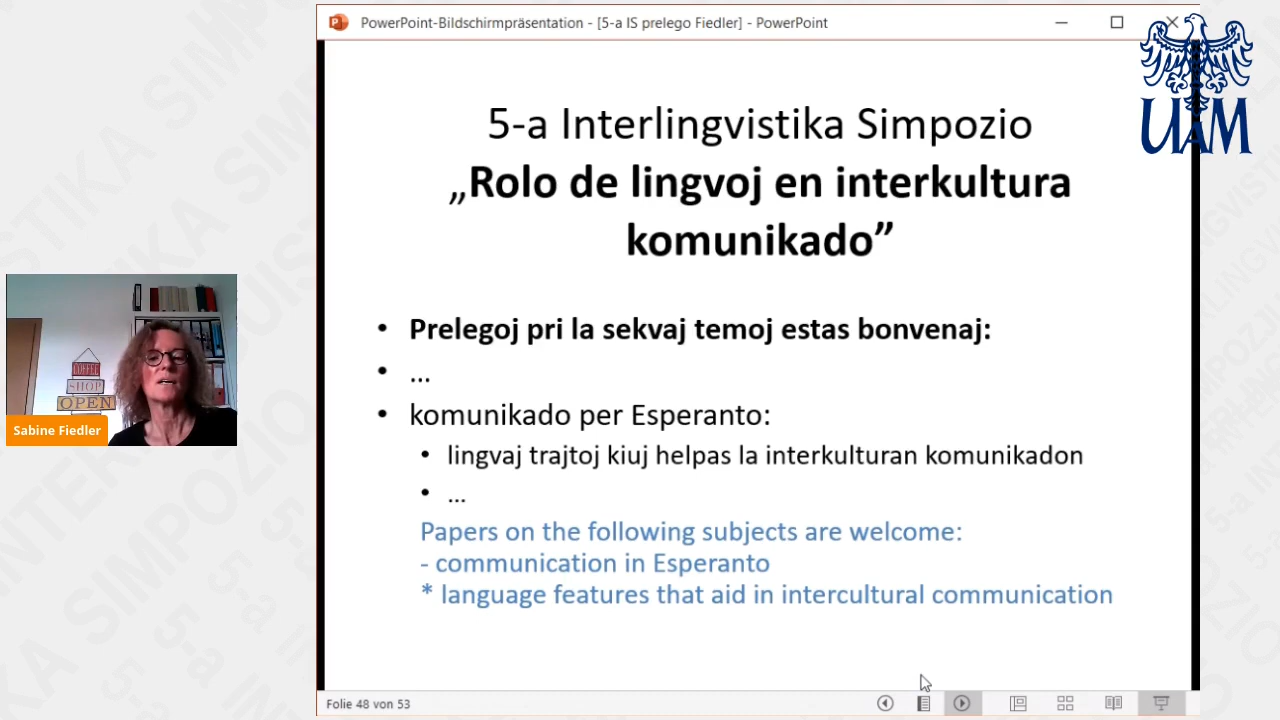 PowerPoint-Bildschirmpräsentation - [5-a IS prelego Fiedler] - PowerPoint
UAM
5-a Interlingvistika Simpozio
„Rolo de lingvoj en interkultura
komunikado”
• Prelegoj pri la sekvaj temoj estas bonvenaj:
• ...
• komunikado per Esperanto:
• lingvaj trajtoj kiuj helpas la interkulturan komunikadon
• ...
Papers on the following subjects are welcome:
- communication in Esperanto
* language features that aid in intercultural communication
COFFEE
SHOP
OPEN
Sabine Fiedler
Folie 48 von 53